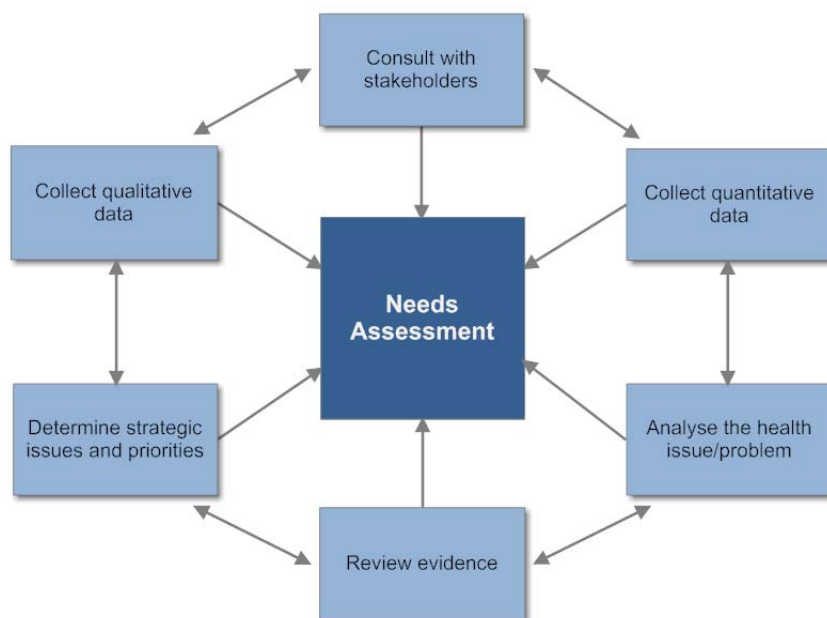 Consult with
stakeholders
Collect qualitative
data
Collect quantitative
data
Needs
Assessment
Determine strategic
issues and priorities
Analyse the health
issue/problem
Review evidence